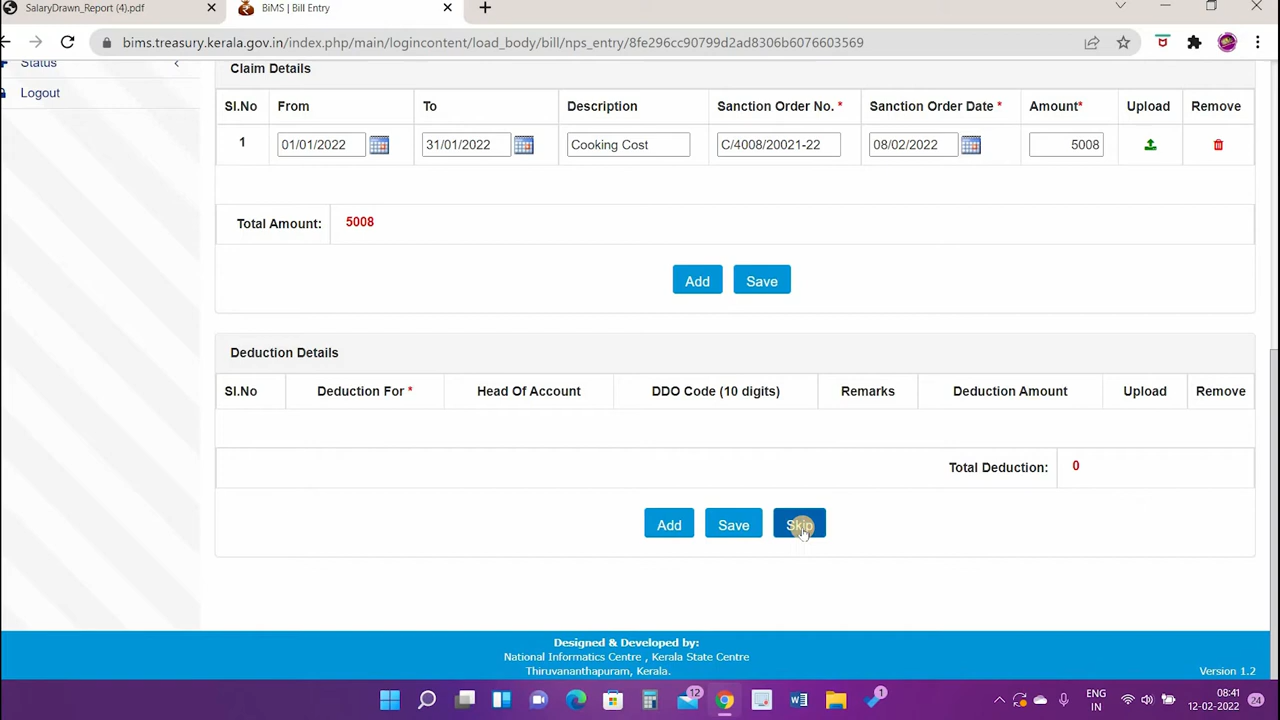 SalaryDrawn_Report (4).pdf
BiMS | Bill Entry
bims.treasury.kerala.gov.in/index.php/main/logincontent/load_body/bill/nps_entry/8fe296cc90799d2ad8306b6076603569
Status
Logout
Claim Details
Sl.No From To Description Sanction Order No. * Sanction Order Date * Amount* Upload Remove
1 01/01/2022 31/01/2022 Cooking Cost C/4008/20021-22 08/02/2022 5008
Total Amount: 5008
Add Save
Deduction Details
Sl.No Deduction For * Head Of Account DDO Code (10 digits) Remarks Deduction Amount Upload Remove
Total Deduction: 0
Add Save Skip
Designed & Developed by:
National Informatics Centre , Kerala State Centre
Thiruvananthapuram, Kerala.
Version 1.2
12
1
ENG
IN
08:41
12-02-2022
24